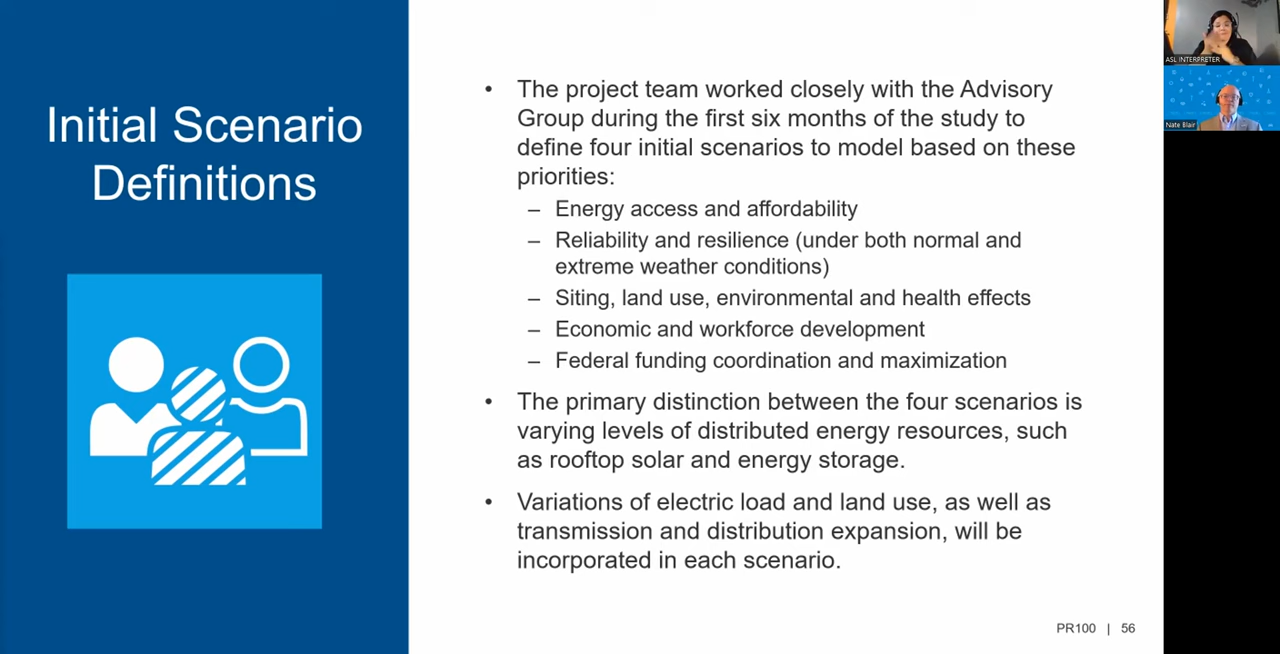 Initial Scenario
Definitions
• The project team worked closely with the Advisory
Group during the first six months of the study to
define four initial scenarios to model based on these
priorities:
– Energy access and affordability
– Reliability and resilience (under both normal and
extreme weather conditions)
– Siting, land use, environmental and health effects
– Economic and workforce development
– Federal funding coordination and maximization
• The primary distinction between the four scenarios is
varying levels of distributed energy resources, such
as rooftop solar and energy storage.
• Variations of electric load and land use, as well as
transmission and distribution expansion, will be
incorporated in each scenario.
PR100 | 56
ASL INTERPRETER
Nate Blair